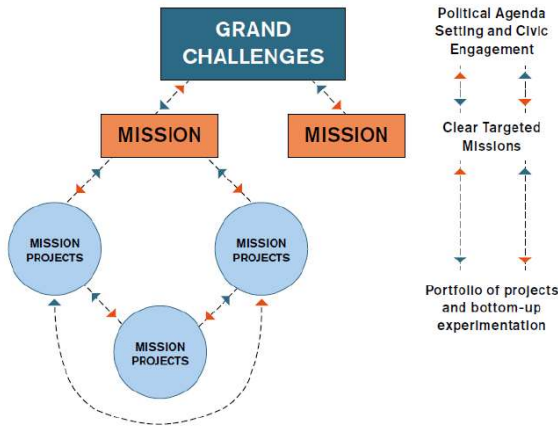 GRAND
CHALLENGES
MISSION
MISSION
MISSION
PROJECTS
MISSION
PROJECTS
MISSION
PROJECTS
Political Agenda
Setting and Civic
Engagement
Clear Targeted
Missions
Portfolio of projects
and bottom-up
experimentation